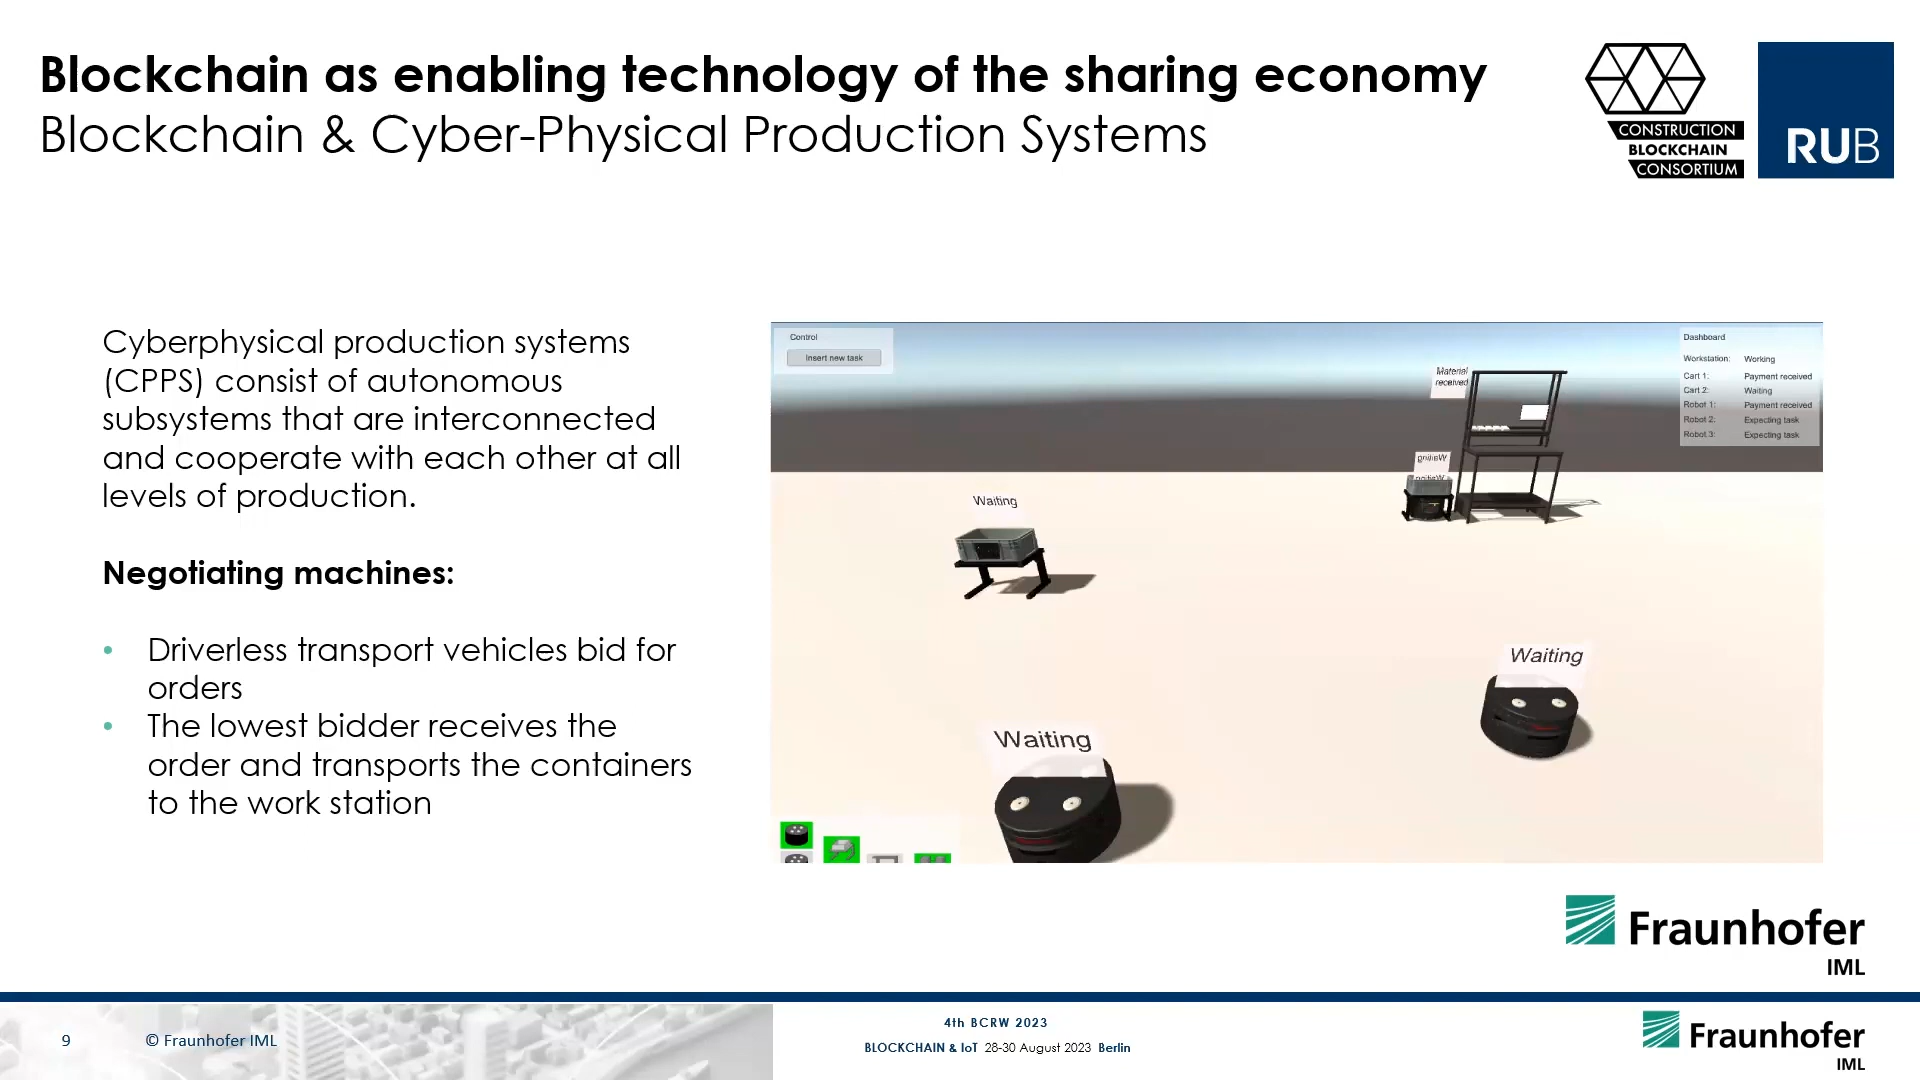 Blockchain as enabling technology of the sharing economy
Blockchain & Cyber-Physical Production Systems
CONSTRUCTION
BLOCKCHAIN
CONSORTIUM
RUB
Cyberphysical production systems
(CPPS) consist of autonomous
subsystems that are interconnected
and cooperate with each other at all
levels of production.
Negotiating machines:
• Driverless transport vehicles bid for
orders
• The lowest bidder receives the
order and transports the containers
to the work station
Control
Insert new task
Dashboard
Workstation: Working
Cart 1: Payment received
Cart 2: Waiting
Robot 1: Payment received
Robot 2: Expecting task
Robot 3: Expecting task
Material
received
Waiting
Waiting
Waiting
Waiting
Waiting
Fraunhofer
IML
9
© Fraunhofer IML
4th BCRW 2023
BLOCKCHAIN & IoT 28-30 August 2023 Berlin
Fraunhofer
IML